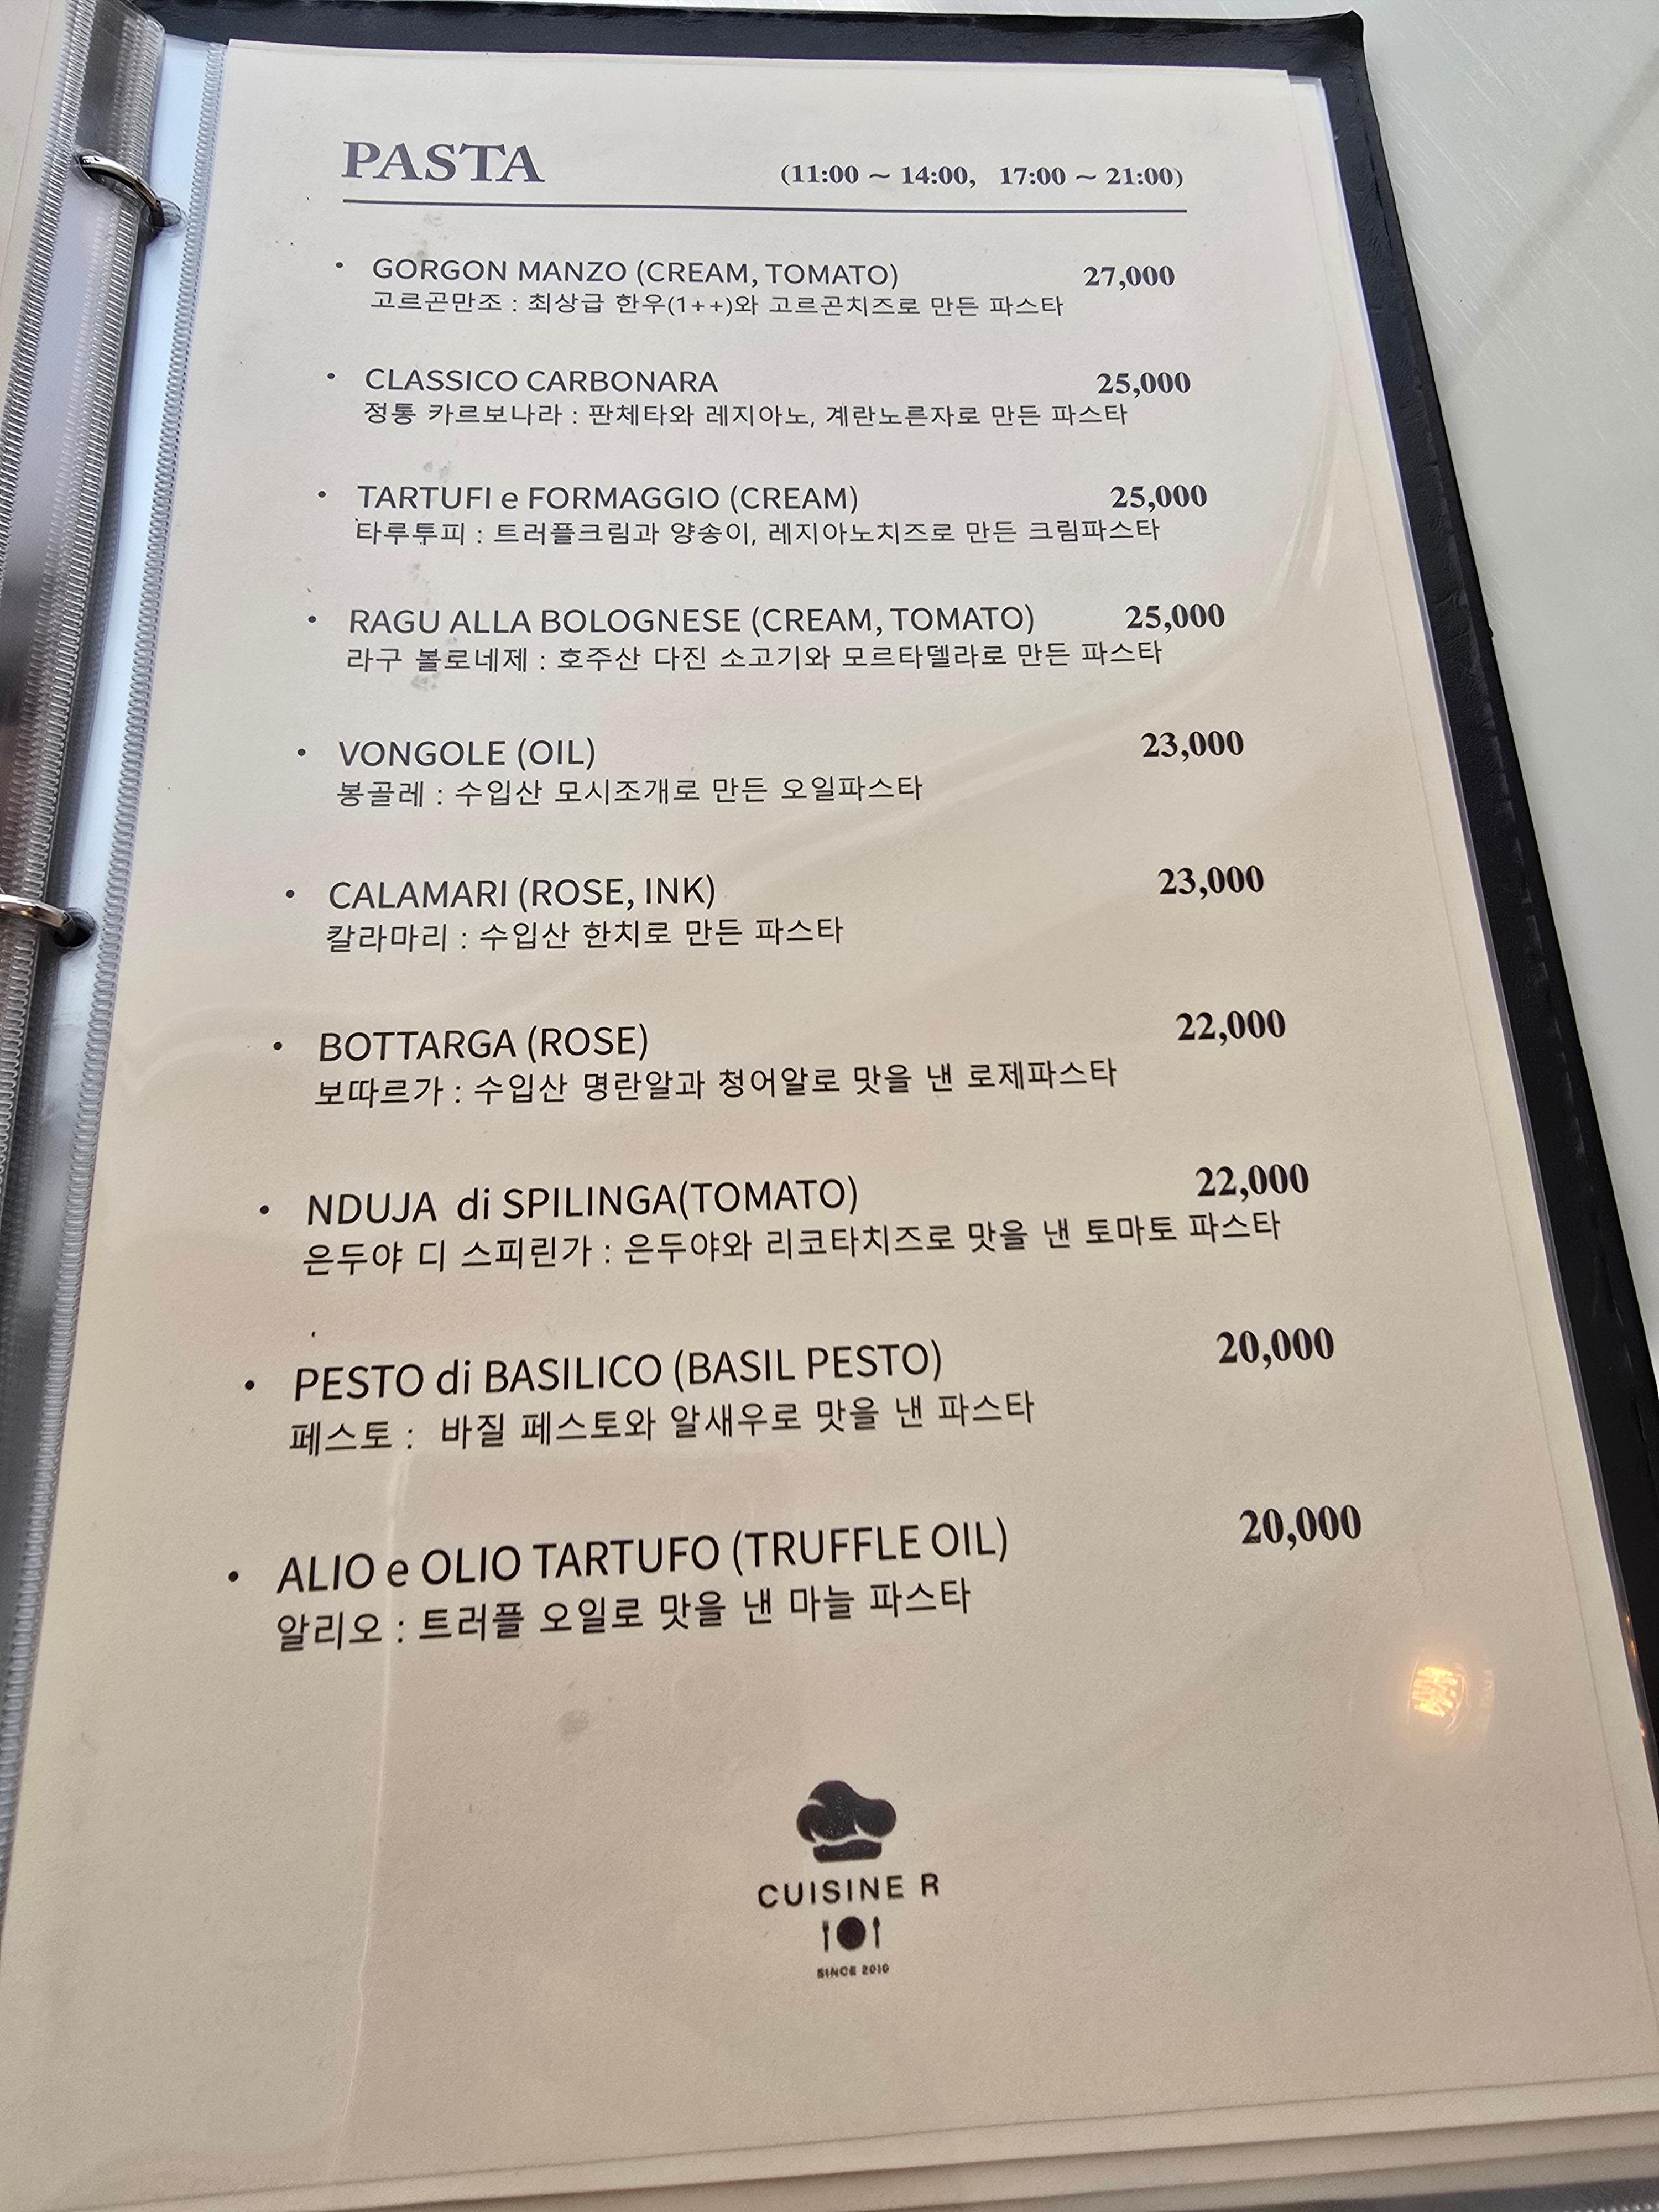 PASTA (11:00 ~ 14:00, 17:00 ~ 21:00)
• GORGON MANZO (CREAM, TOMATO) 27,000
고르곤만조 : 최상급 한우(1++)와 고르곤치즈로 만든 파스타
• CLASSICO CARBONARA 25,000
정통 카르보나라 : 판체타와 레지아노, 계란노른자로 만든 파스타
• TARTUFI e FORMAGGIO (CREAM) 25,000
타루투피 : 트러플크림과 양송이, 레지아노치즈로 만든 크림파스타
• RAGU ALLA BOLOGNESE (CREAM, TOMATO) 25,000
라구 볼로네제 : 호주산 다진 소고기와 모르타델라로 만든 파스타
• VONGOLE (OIL) 23,000
봉골레 : 수입산 모시조개로 만든 오일파스타
• CALAMARI (ROSE, INK) 23,000
칼라마리 : 수입산 한치로 만든 파스타
• BOTTARGA (ROSE) 22,000
보따르가 : 수입산 명란알과 청어알로 맛을 낸 로제파스타
• NDUJA di SPILINGA(TOMATO) 22,000
은두야 디 스피린가 : 은두야와 리코타치즈로 맛을 낸 토마토 파스타
• PESTO di BASILICO (BASIL PESTO) 20,000
페스토 : 바질 페스토와 알새우로 맛을 낸 파스타
• ALIO e OLIO TARTUFO (TRUFFLE OIL) 20,000
알리오 : 트러플 오일로 맛을 낸 마늘 파스타
CUISINE R
SINCE 2010